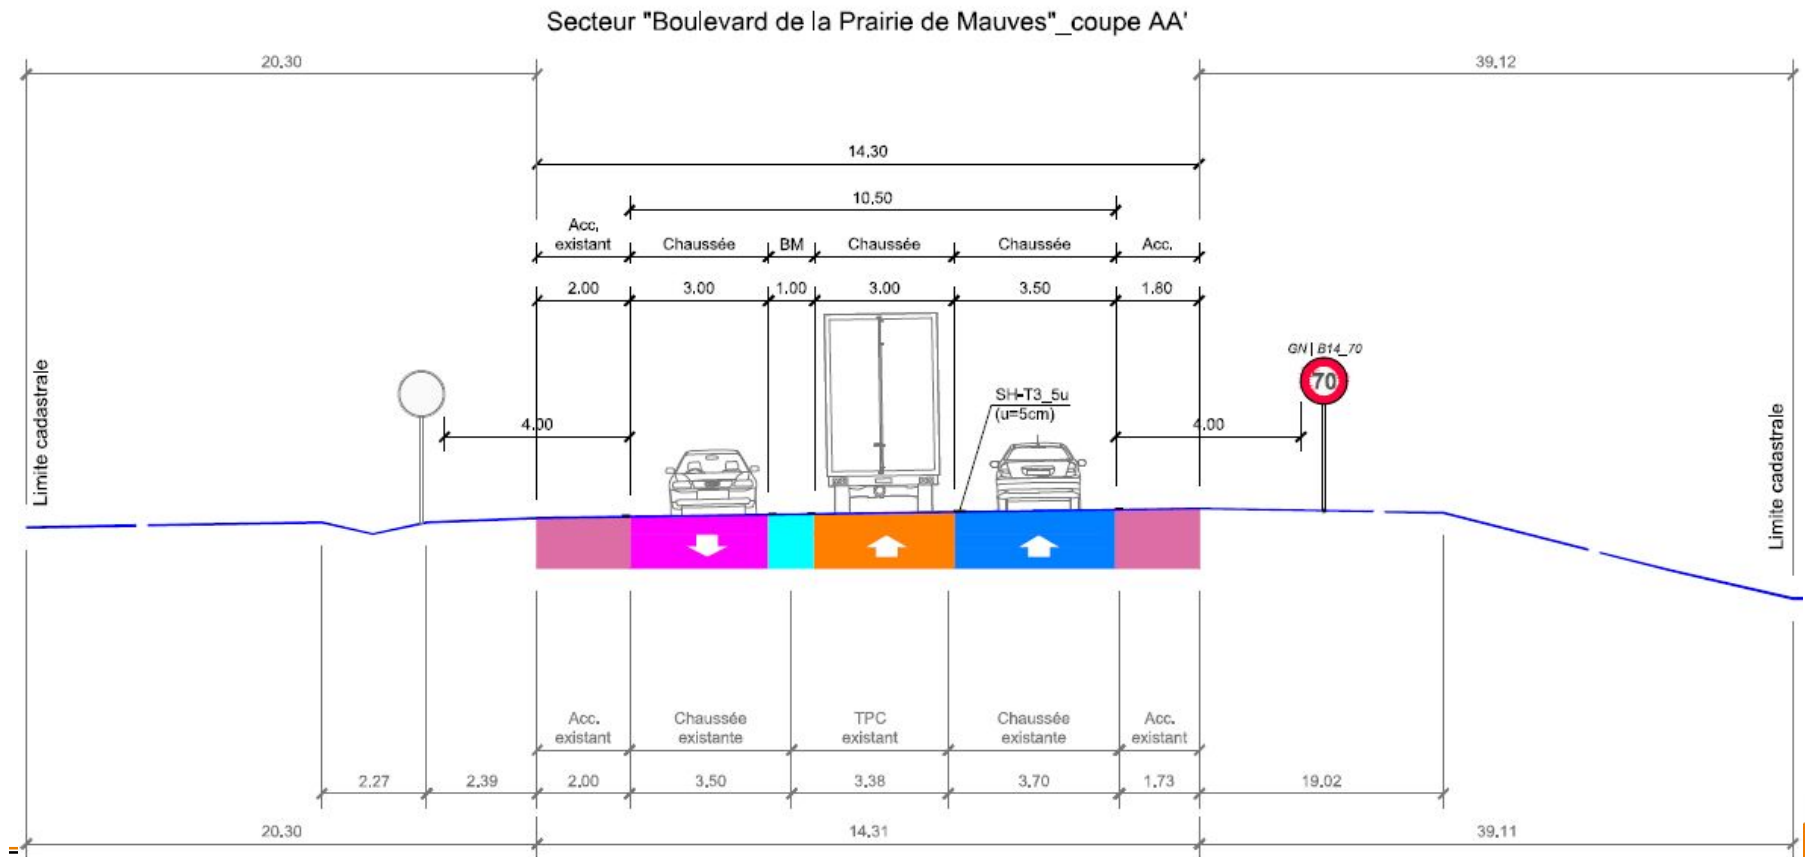 Secteur "Boulevard de la Prairie de Mauves"_coupe AA'
20.30
39.12
14.30
10.50
Acc.
existant
Chaussée
BM
Chaussée
Chaussée
Acc.
2.00
3.00
1.00
3.00
3.50
1.80
Limite cadastrale
GN | B14_70
70
SH-T3_5u
(u=5cm)
4.00
4.00
Limite cadastrale
Acc.
existant
Chaussée
existante
TPC
existant
Chaussée
existante
Acc.
existant
2.27
2.39
2.00
3.50
3.38
3.70
1.73
19.02
20.30
14.31
39.11